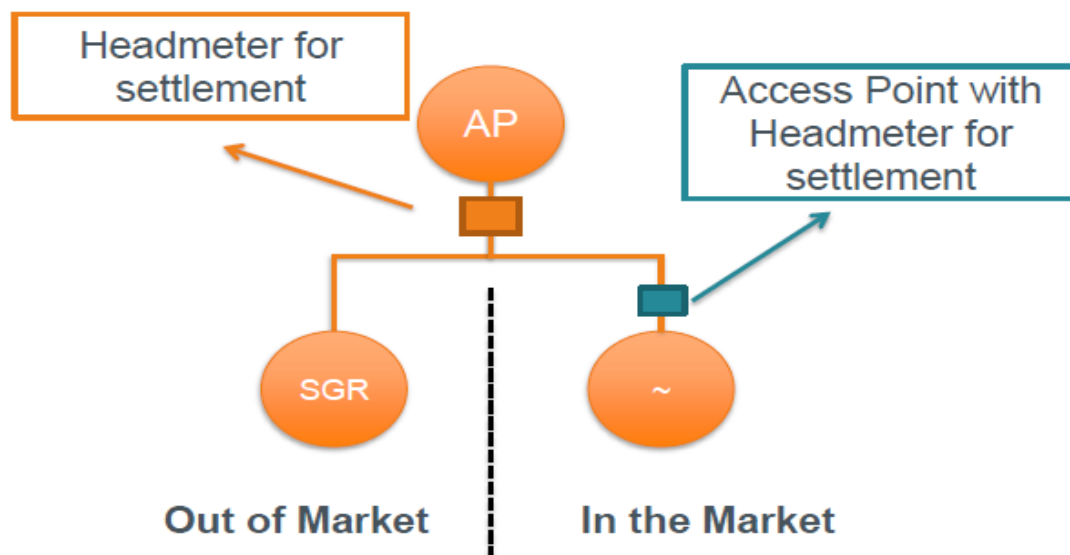 Headmeter for
settlement
AP
Access Point with
Headmeter for
settlement
SGR
~
Out of Market
In the Market